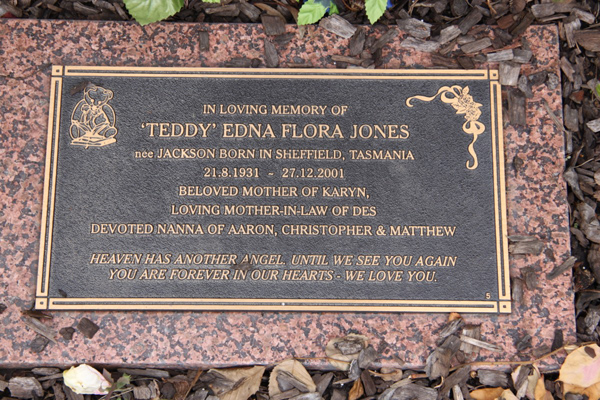 IN LOVING MEMORY OF
'TEDDY' EDNA FLORA JONES
née JACKSON BORN IN SHEFFIELD, TASMANIA
21.8.1931 - 27.12.2001
BELOVED MOTHER OF KARYN,
LOVING MOTHER-IN-LAW OF DES
DEVOTED NANNA OF AARON, CHRISTOPHER & MATTHEW
HEAVEN HAS ANOTHER ANGEL. UNTIL WE SEE YOU AGAIN
YOU ARE FOREVER IN OUR HEARTS - WE LOVE YOU.
5